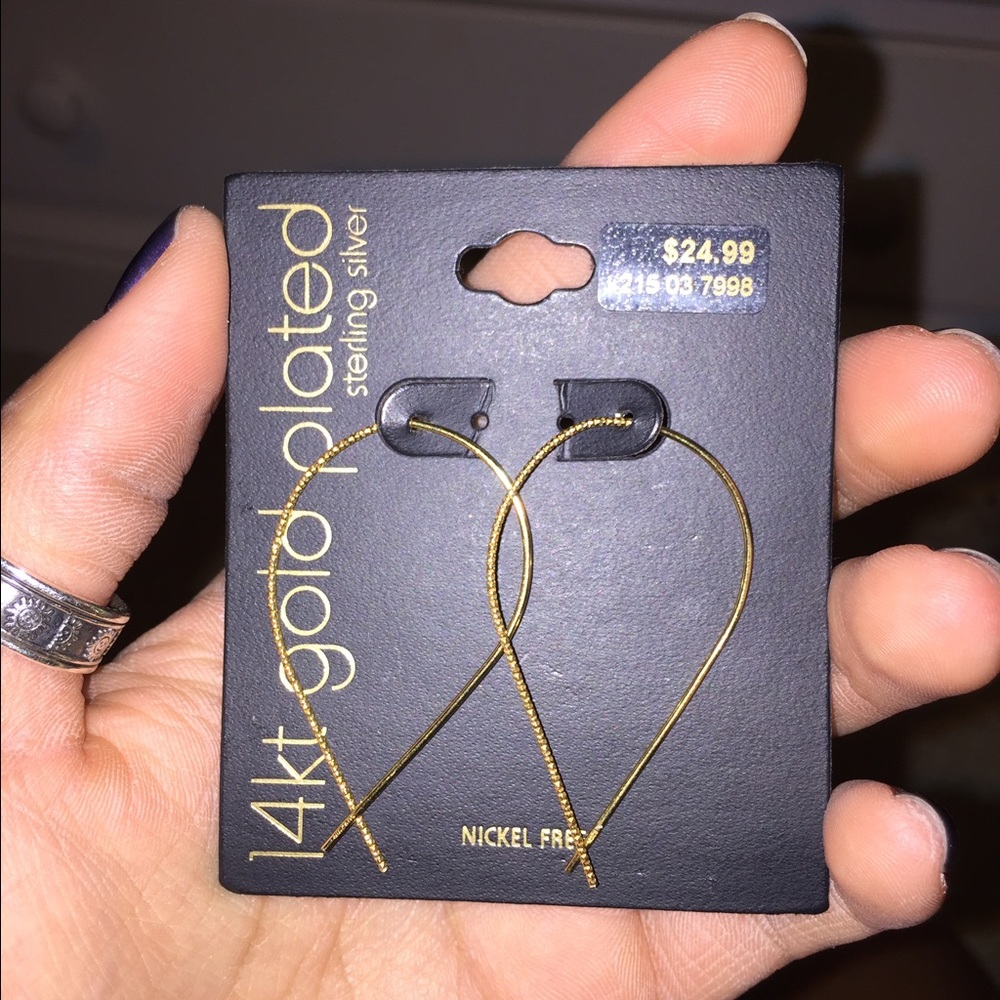 14kt gold plated
sterling silver
$24.99
215 03 7998
NICKEL FREE